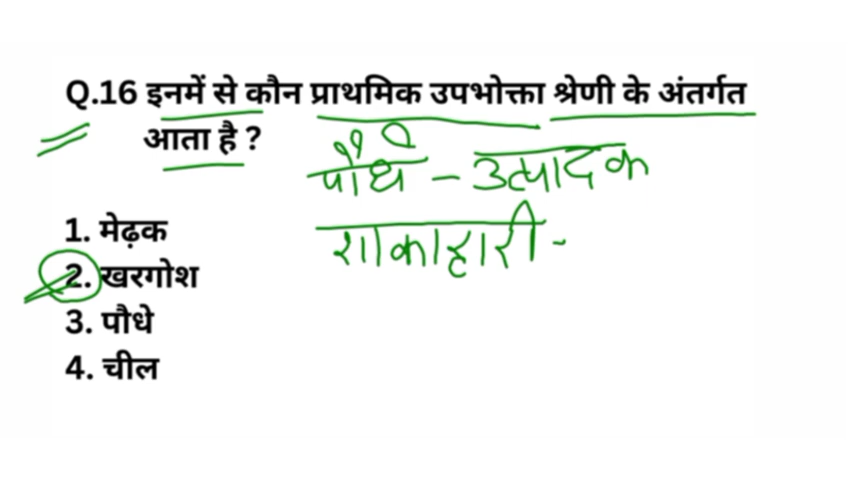 Q.16 इनमें से कौन प्राथमिक उपभोक्ता श्रेणी के अंतर्गत
आता है ?
पौधे - उत्पादक
शाकाहारी -
1. मेढ़क
2. खरगोश
3. पौधे
4. चील